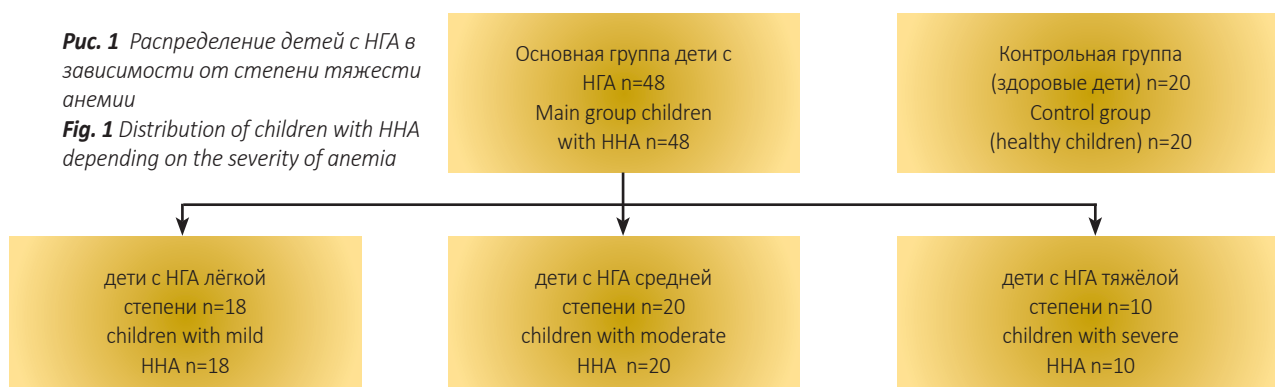 Рис. 1 Распределение детей с НГА в
зависимости от степени тяжести
анемии
Fig. 1 Distribution of children with HHA
depending on the severity of anemia
Основная группа дети с
НГА n=48
Main group children
with HHA n=48
Контрольная группа
(здоровые дети) n=20
Control group
(healthy children) n=20
дети с НГА лёгкой
степени n=18
children with mild
HHA n=18
дети с НГА средней
степени n=20
children with moderate
HHA n=20
дети с НГА тяжёлой
степени n=10
children with severe
HHA n=10